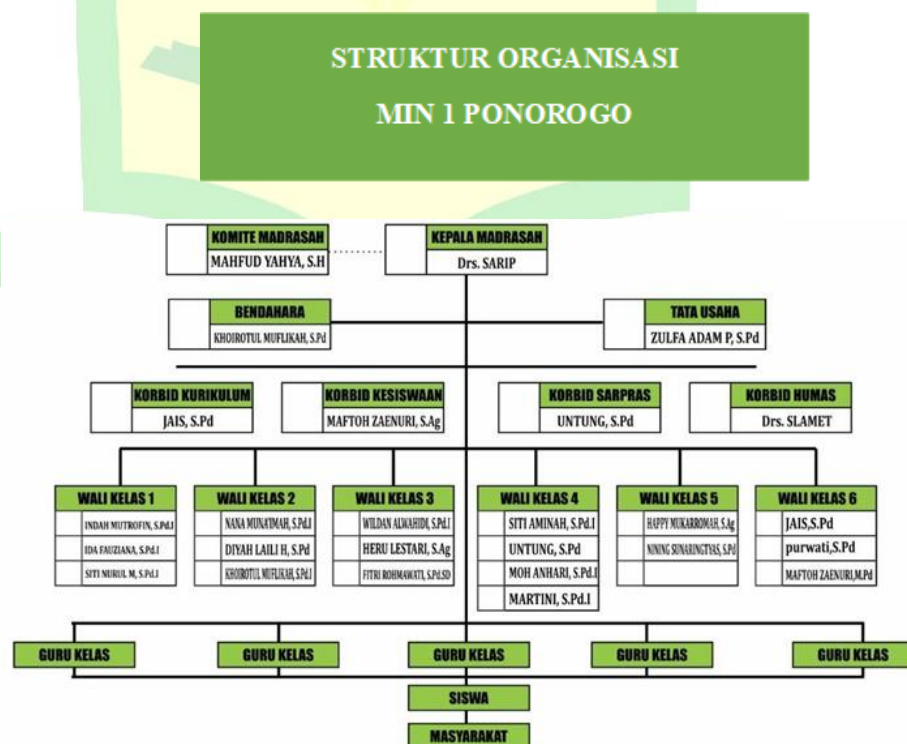 STRUKTUR ORGANISASI
MIN 1 PONOROGO
KOMITE MADRASAH
MAHFUD YAHYA, S.H
KEPALA MADRASAH
Drs. SARIP
BENDAHARA
KHOIROTUL MUFLIKAH, S.Pd
TATA USAHA
ZULFA ADAM P, S.Pd
KORBID KURIKULUM
JAIS, S.Pd
KORBID KESISWAAN
MAFTOH ZAENURI, S.Ag
KORBID SARPRAS
UNTUNG, S.Pd
KORBID HUMAS
Drs. SLAMET
WALI KELAS 1
INDAH MUTROFIN, S.Pd.I
IDA FAUZIANA, S.Pd.I
SITI NURUL M, S.Pd.I
WALI KELAS 2
NANA MUNA'IMAH, S.Pd.I
DIYAH LAILI H, S.Pd
KHOIROTUL MUFLIKAH, S.Pd.I
WALI KELAS 3
WILDAN ALWAHIDI, S.Pd.I
HERU LESTARI, S.Ag
FITRI ROHMAWATI, S.Pd.SD
WALI KELAS 4
SITI AMINAH, S.Pd.I
UNTUNG, S.Pd
MOH ANHARI, S.Pd.I
MARTINI, S.Pd.I
WALI KELAS 5
HAPPY MUKARROMAH, S.Ag
NINING SUNARINGTYAS, S.Pd
WALI KELAS 6
JAIS,S.Pd
purwati,S.Pd
MAFTOH ZAENURI,M.Pd
GURU KELAS
GURU KELAS
GURU KELAS
GURU KELAS
GURU KELAS
SISWA
MASYARAKAT